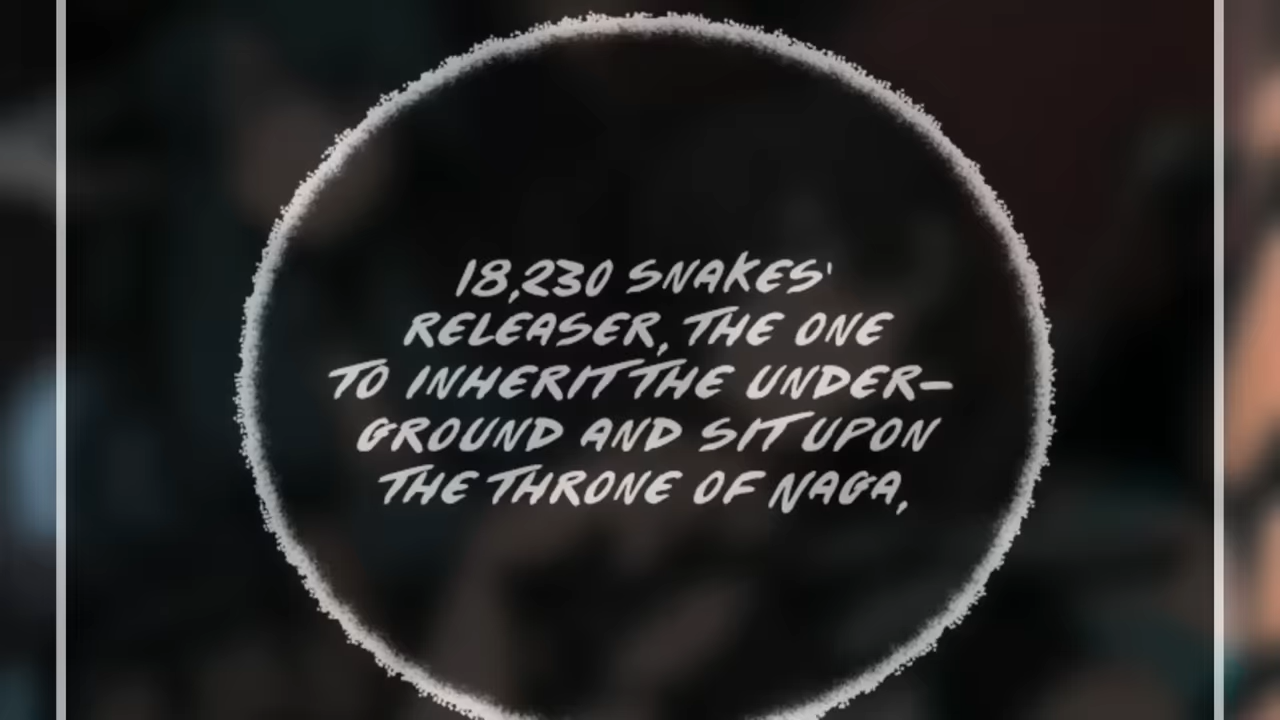 18,230 SNAKES'
RELEASER, THE ONE
TO INHERIT THE UNDER-
GROUND AND SIT UPON
THE THRONE OF NAGA,